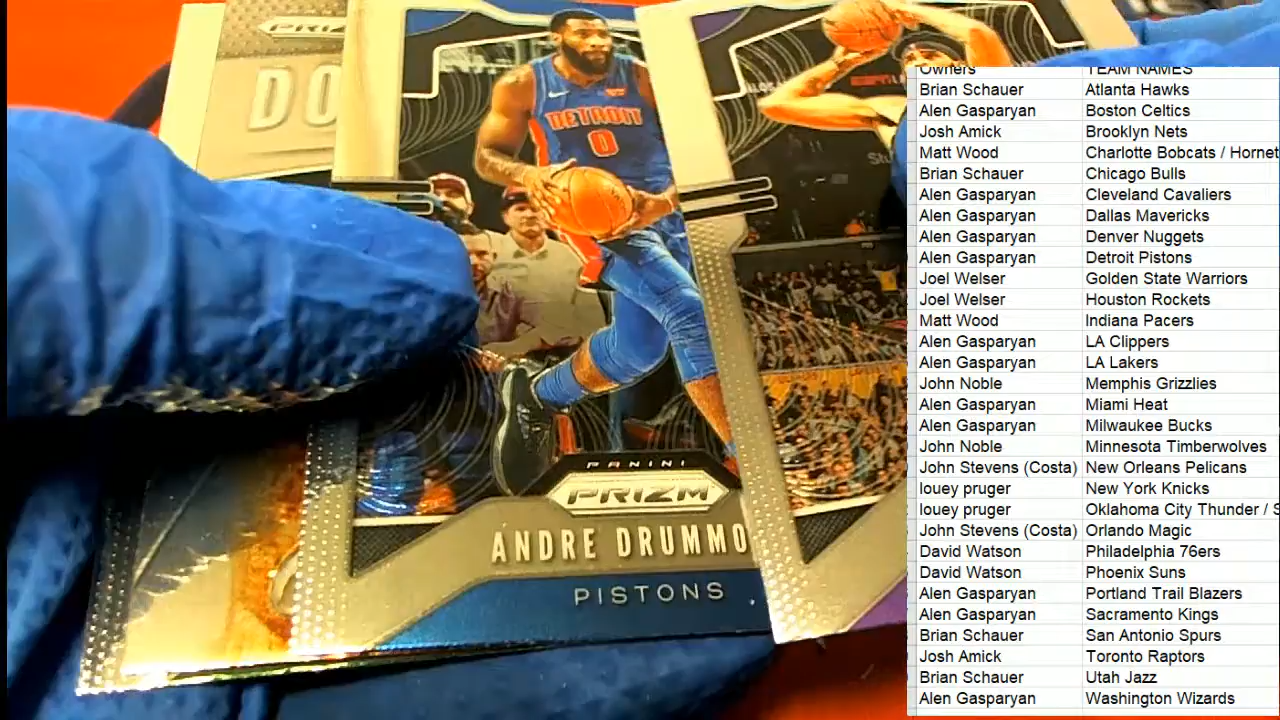 PRIZM
DO
DETROIT
0
ESPN
PANINI
PRIZM
ANDRE DRUMMO
PISTONS
Owners TEAM NAMES
Brian Schauer Atlanta Hawks
Alen Gasparyan Boston Celtics
Josh Amick Brooklyn Nets
Matt Wood Charlotte Bobcats / Hornet
Brian Schauer Chicago Bulls
Alen Gasparyan Cleveland Cavaliers
Alen Gasparyan Dallas Mavericks
Alen Gasparyan Denver Nuggets
Alen Gasparyan Detroit Pistons
Joel Welser Golden State Warriors
Joel Welser Houston Rockets
Matt Wood Indiana Pacers
Alen Gasparyan LA Clippers
Alen Gasparyan LA Lakers
John Noble Memphis Grizzlies
Alen Gasparyan Miami Heat
Alen Gasparyan Milwaukee Bucks
John Noble Minnesota Timberwolves
John Stevens (Costa) New Orleans Pelicans
louey pruger New York Knicks
louey pruger Oklahoma City Thunder / S
John Stevens (Costa) Orlando Magic
David Watson Philadelphia 76ers
David Watson Phoenix Suns
Alen Gasparyan Portland Trail Blazers
Alen Gasparyan Sacramento Kings
Brian Schauer San Antonio Spurs
Josh Amick Toronto Raptors
Brian Schauer Utah Jazz
Alen Gasparyan Washington Wizards